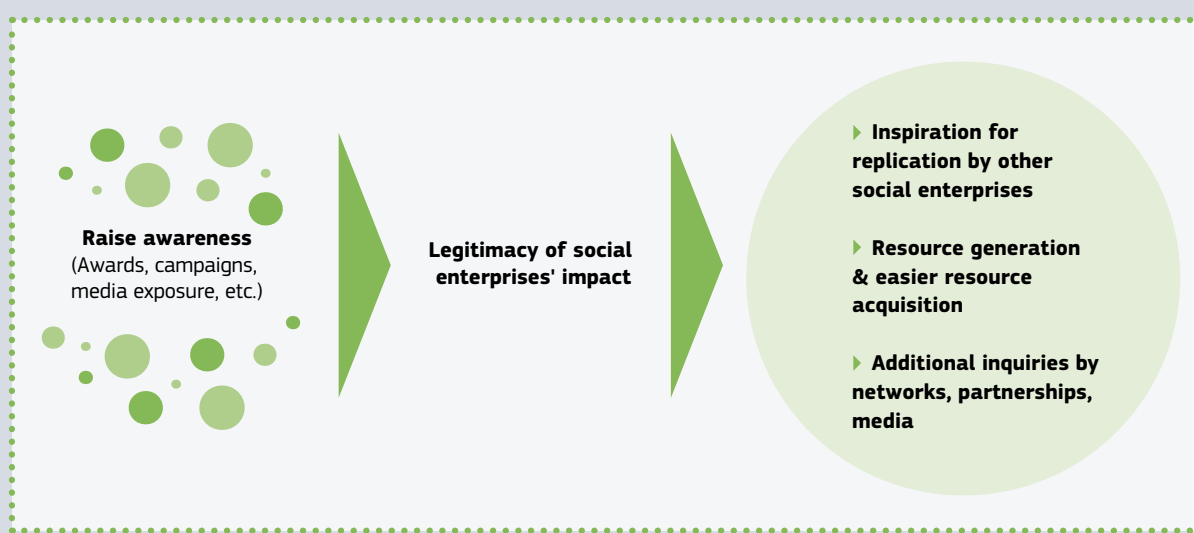 Raise awareness
(Awards, campaigns,
media exposure, etc.)
Legitimacy of social
enterprises' impact
Inspiration for
replication by other
social enterprises
Resource generation
& easier resource
acquisition
Additional inquiries by
networks, partnerships,
media